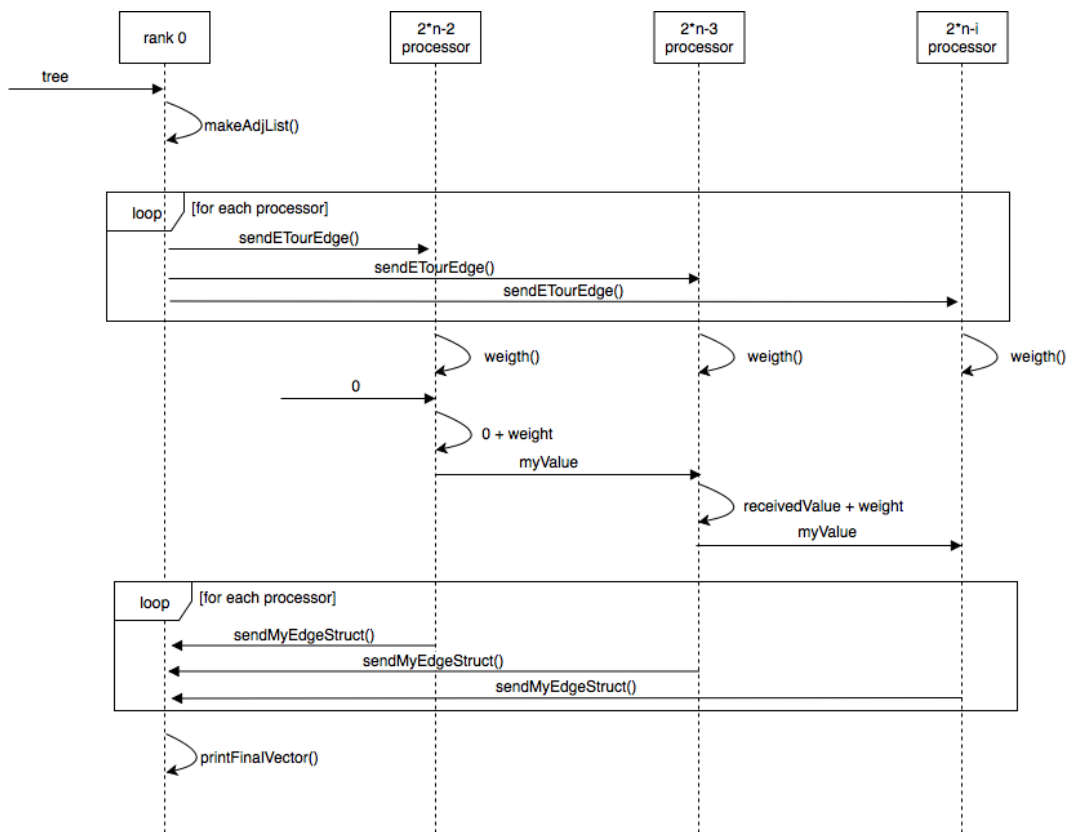 rank 0
2*n-2
processor
2*n-3
processor
2*n-i
processor
tree
makeAdjList()
loop
[for each processor]
sendETourEdge()
sendETourEdge()
sendETourEdge()
weigth()
weigth()
weigth()
0
0 + weight
myValue
receivedValue + weight
myValue
loop
[for each processor]
sendMyEdgeStruct()
sendMyEdgeStruct()
sendMyEdgeStruct()
printFinalVector()